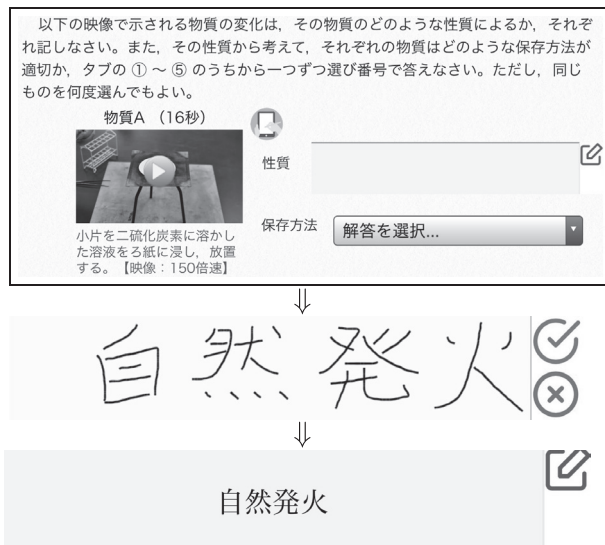 以下の映像で示される物質の変化は，その物質のどのような性質によるか，それぞ
れ記しなさい。また，その性質から考えて，それぞれの物質はどのような保存方法が
適切か，タブの ① ～ ⑤ のうちから一つずつ選び番号で答えなさい。ただし，同じ
ものを何度選んでもよい。
物質A （16秒）
性質
小片を二硫化炭素に溶かし
た溶液をろ紙に浸し，放置
する。【映像：150倍速】
保存方法
解答を選択...
⇓
自然発火
⇓
自然発火